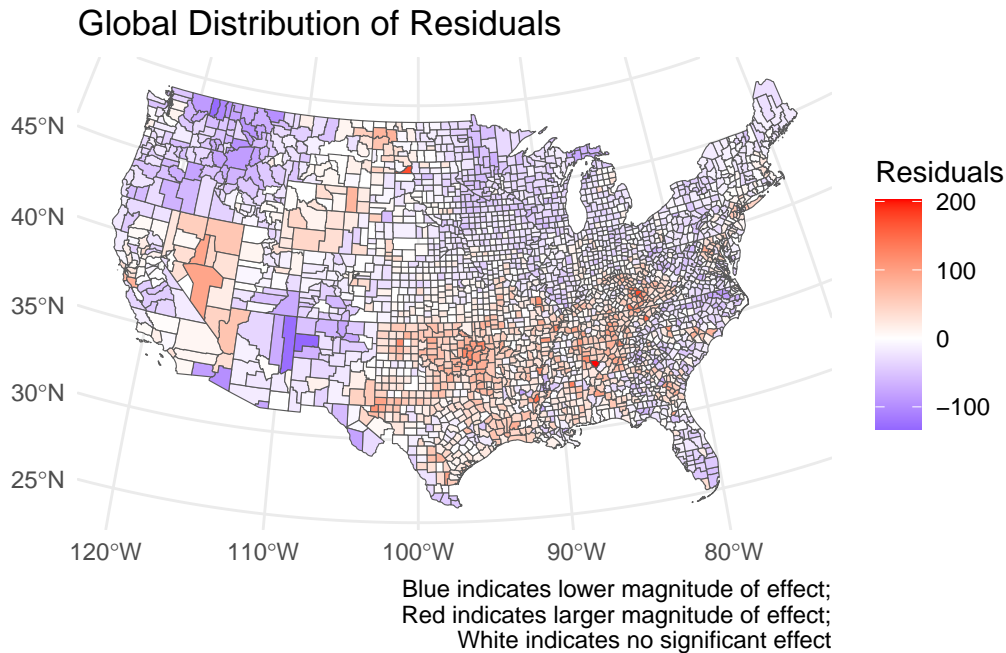 Global Distribution of Residuals
45°N
40°N
35°N
30°N
25°N
120°W
110°W
100°W
90°W
80°W
Residuals
200
100
0
−100
Blue indicates lower magnitude of effect;
Red indicates larger magnitude of effect;
White indicates no significant effect